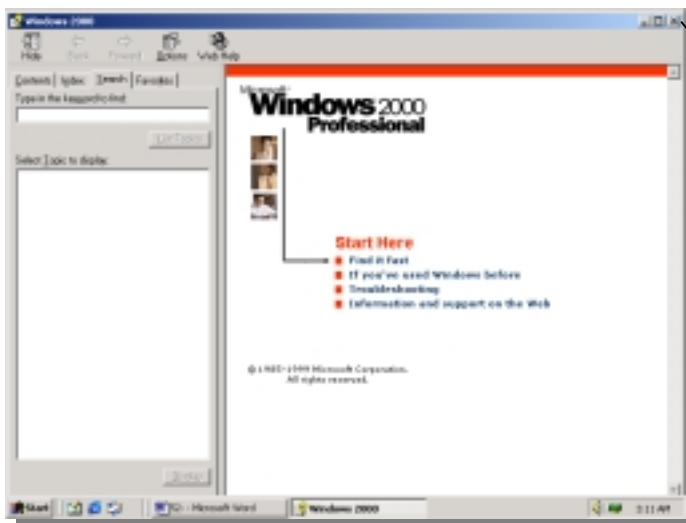 Windows 2000
Hide Back Forward Options Web Help
Contents Index Search Favorites
Type in the keyword to find:
List Topics
Select Topic to display:
Microsoft
Windows 2000
Professional
Start Here
Find it Fast
If you've used Windows before
Troubleshooting
Information and support on the Web
© 1985-1999 Microsoft Corporation.
All rights reserved.
Display
Start
Microsoft Word
Windows 2000
3:11 AM